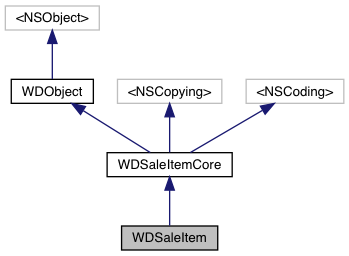 <NSObject>
WDObject
<NSCopying>
<NSCoding>
WDSaleItemCore
WDSaleItem